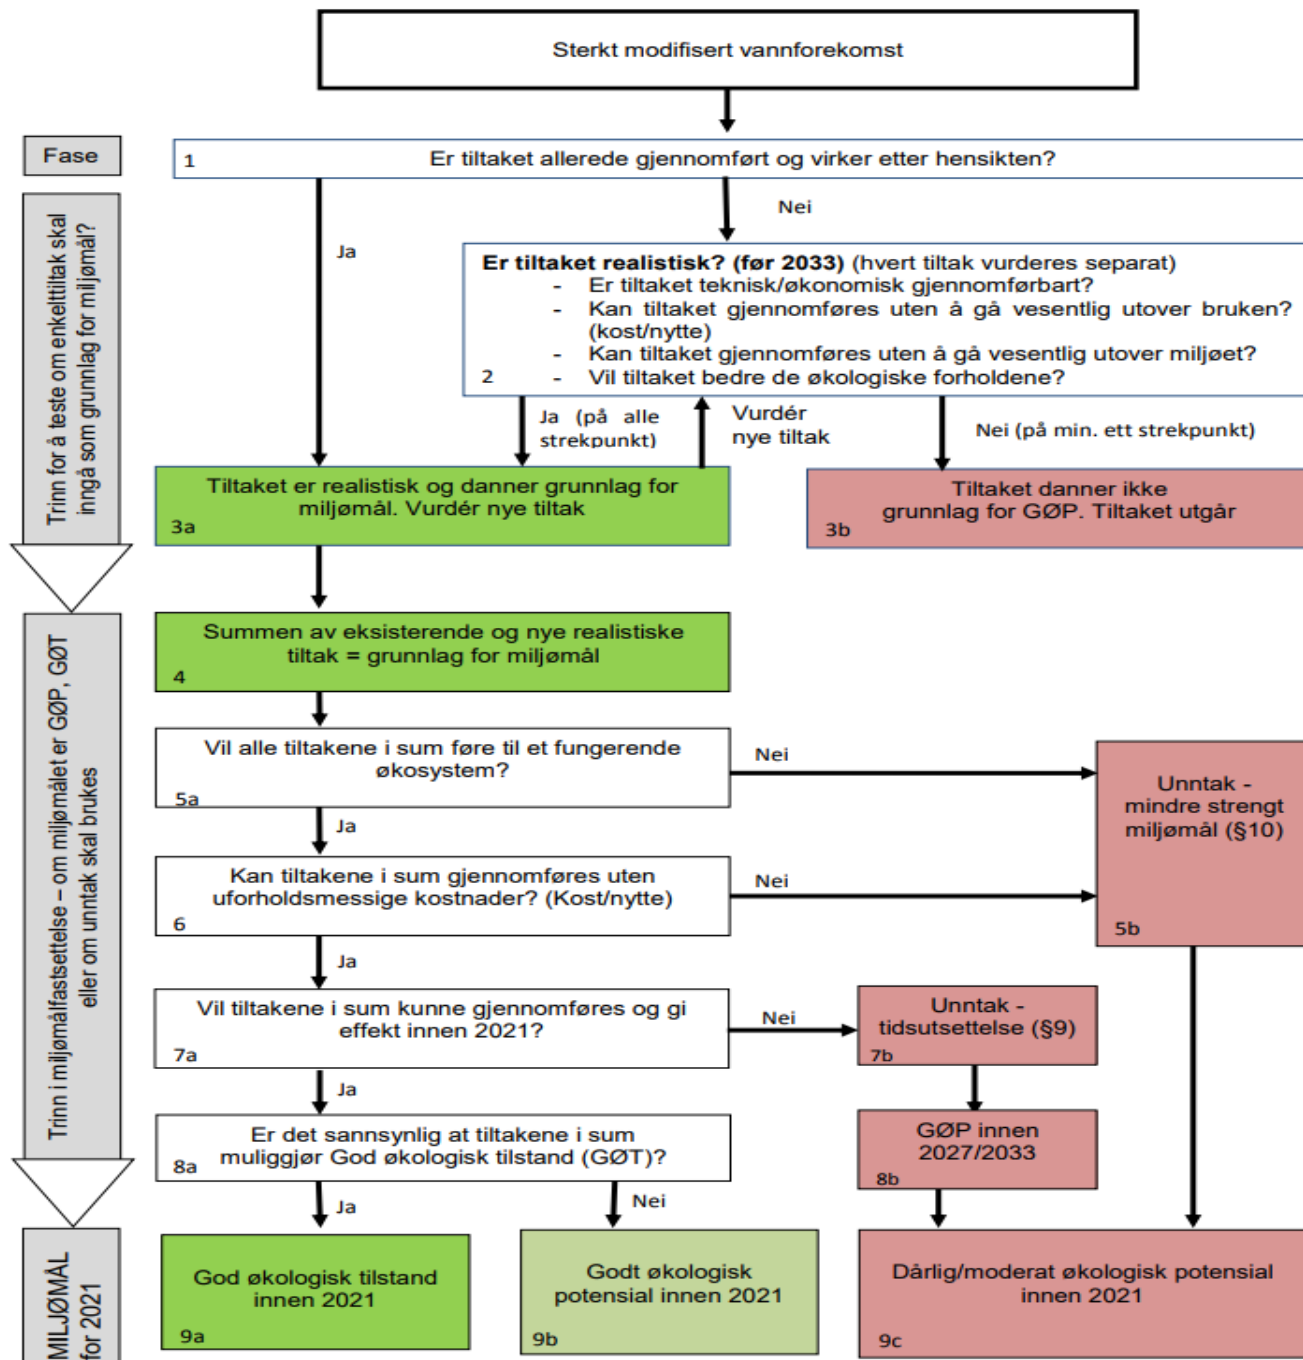 Sterkt modifisert vannforekomst
Fase
1
Er tiltaket allerede gjennomført og virker etter hensikten?
Trinn for å teste om enkelttiltak skal
inngå som grunnlag for miljømål?
Ja
Nei
Er tiltaket realistisk? (før 2033) (hvert tiltak vurderes separat)
- Er tiltaket teknisk/økonomisk gjennomførbart?
- Kan tiltaket gjennomføres uten å gå vesentlig utover bruken?
(kost/nytte)
- Kan tiltaket gjennomføres uten å gå vesentlig utover miljøet?
2 - Vil tiltaket bedre de økologiske forholdene?
Ja (på alle
strekpunkt)
Vurdér
nye tiltak
Nei (på min. ett strekpunkt)
Tiltaket er realistisk og danner grunnlag for
miljømål. Vurdér nye tiltak
3a
Tiltaket danner ikke
grunnlag for GØP. Tiltaket utgår
3b
Trinn i miljømålfastsettelse – om miljømålet er GØP, GØT
eller om unntak skal brukes
Summen av eksisterende og nye realistiske
tiltak = grunnlag for miljømål
4
Vil alle tiltakene i sum føre til et fungerende
økosystem?
5a
Nei
Unntak -
mindre strengt
miljømål (§10)
5b
Ja
Kan tiltakene i sum gjennomføres uten
uforholdsmessige kostnader? (Kost/nytte)
6
Nei
Ja
Vil tiltakene i sum kunne gjennomføres og gi
effekt innen 2021?
7a
Nei
Unntak -
tidsutsettelse (§9)
7b
Ja
Er det sannsynlig at tiltakene i sum
muliggjør God økologisk tilstand (GØT)?
8a
GØP innen
2027/2033
8b
Ja
Nei
MILJØMÅL
for 2021
God økologisk tilstand
innen 2021
9a
Godt økologisk
potensial innen 2021
9b
Dårlig/moderat økologisk potensial
innen 2021
9c